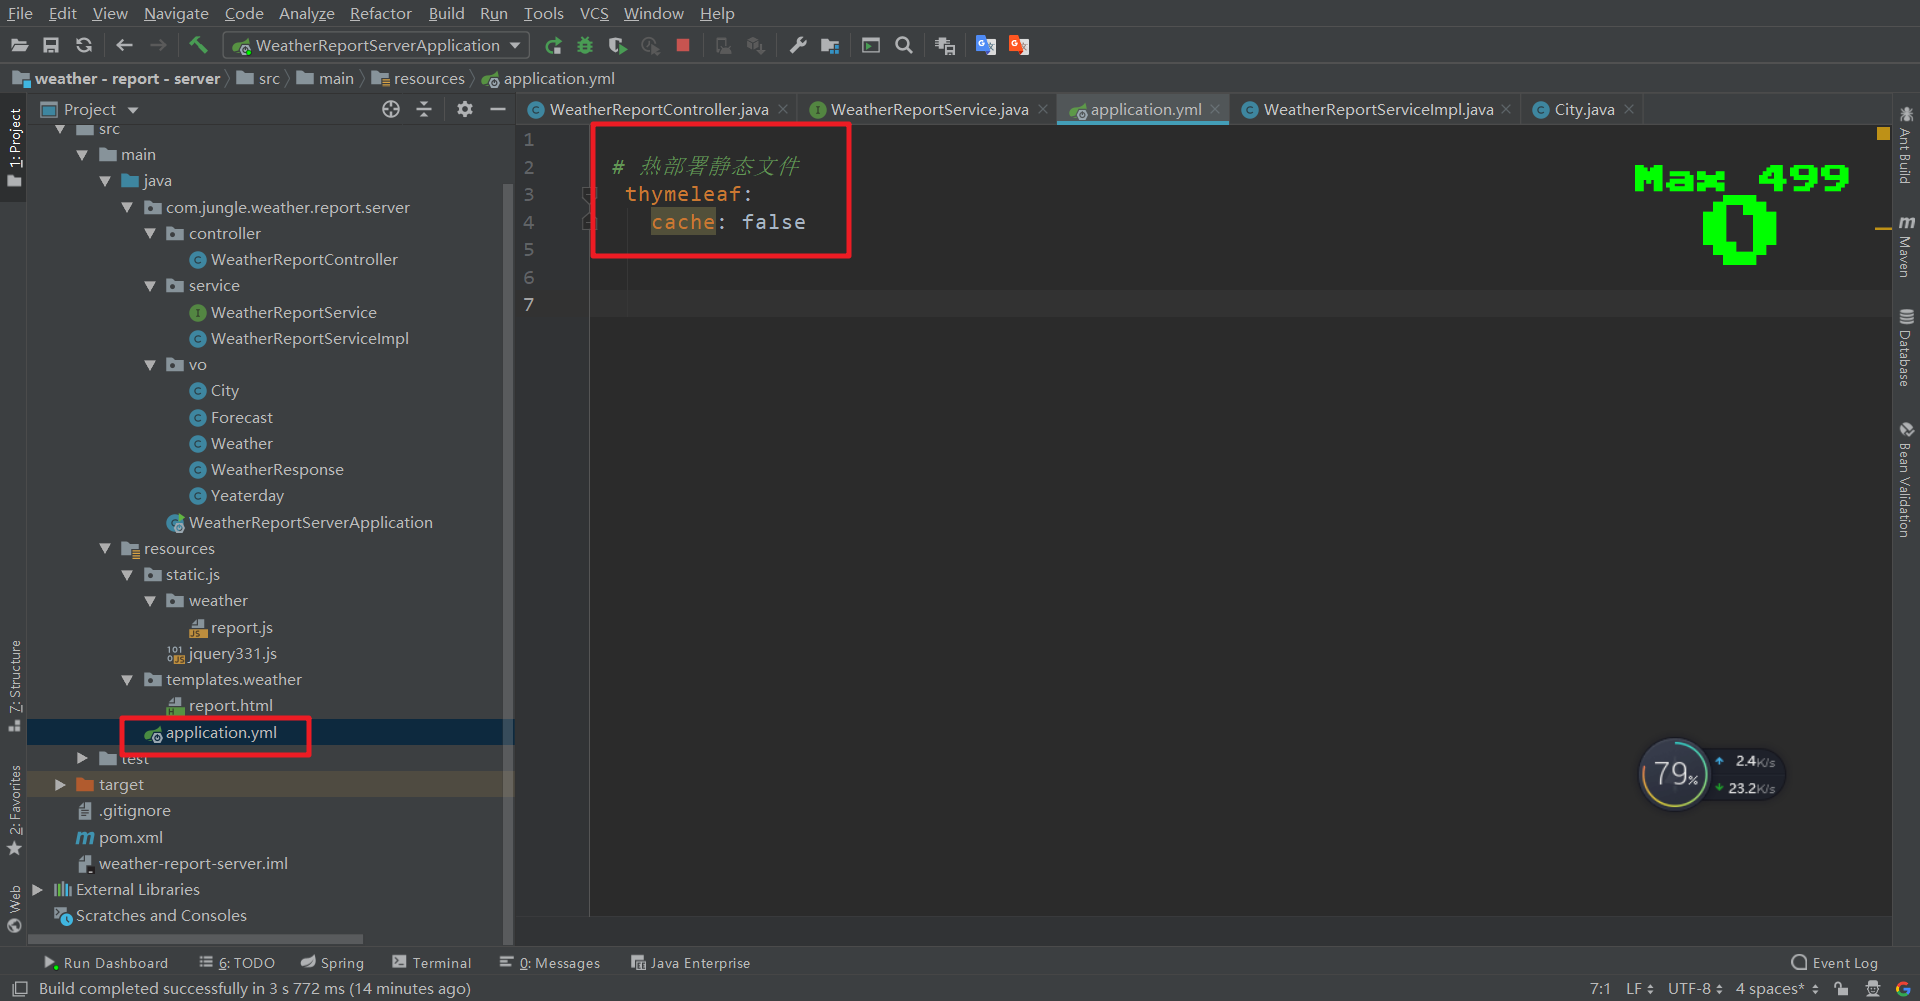 File Edit View Navigate Code Analyze Refactor Build Run Tools VCS Window Help
WeatherReportServerApplication
weather - report - server src main resources application.yml
Project
WeatherReportController.java WeatherReportService.java application.yml WeatherReportServiceImpl.java City.java
src
main
java
com.jungle.weather.report.server
controller
WeatherReportController
service
WeatherReportService
WeatherReportServiceImpl
vo
City
Forecast
Weather
WeatherResponse
Yeaterday
WeatherReportServerApplication
resources
static.js
weather
report.js
jquery331.js
templates.weather
report.html
application.yml
test
target
.gitignore
pom.xml
weather-report-server.iml
External Libraries
Scratches and Consoles
1
2 # 热部署静态文件
3 thymeleaf:
4 cache: false
5
6
7
Max 499
0
79%
2.4K/s
23.2K/s
1: Project
7: Structure
2: Favorites
Web
Ant Build
Maven
Database
Bean Validation
Run Dashboard 6: TODO Spring Terminal 0: Messages Java Enterprise Event Log
Build completed successfully in 3 s 772 ms (14 minutes ago) 7:1 LF UTF-8 4 spaces*